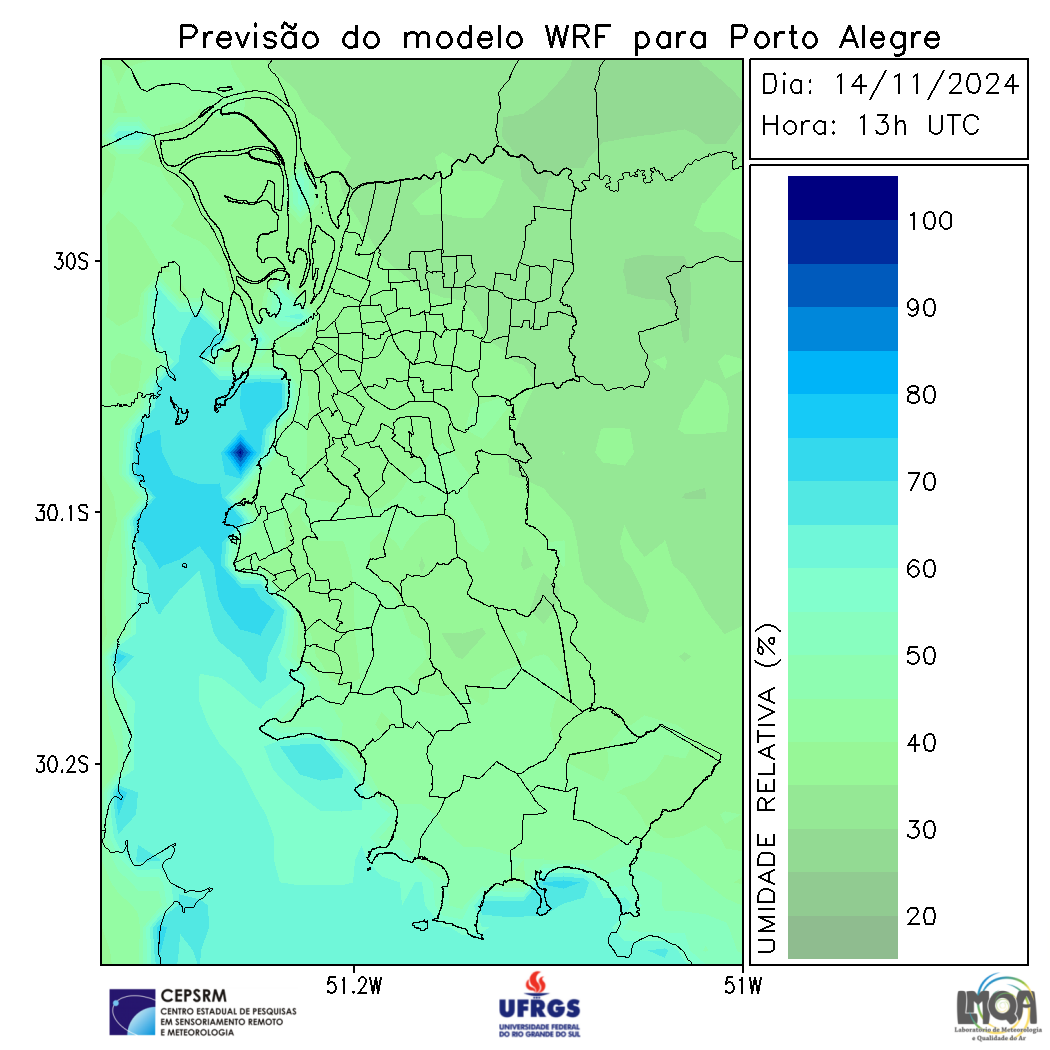 Previsão do modelo WRF para Porto Alegre
Dia: 14/11/2024
Hora: 13h UTC
100
90
80
70
60
50
40
30
20
UMIDADE RELATIVA (%)
30S
30.1S
30.2S
51.2W
51W
CEPSRM
CENTRO ESTADUAL DE PESQUISAS
EM SENSORIAMENTO REMOTO
E METEOROLOGIA
UFRGS
UNIVERSIDADE FEDERAL
DO RIO GRANDE DO SUL
LMQA
Laboratório de Meteorologia
e Qualidade do Ar